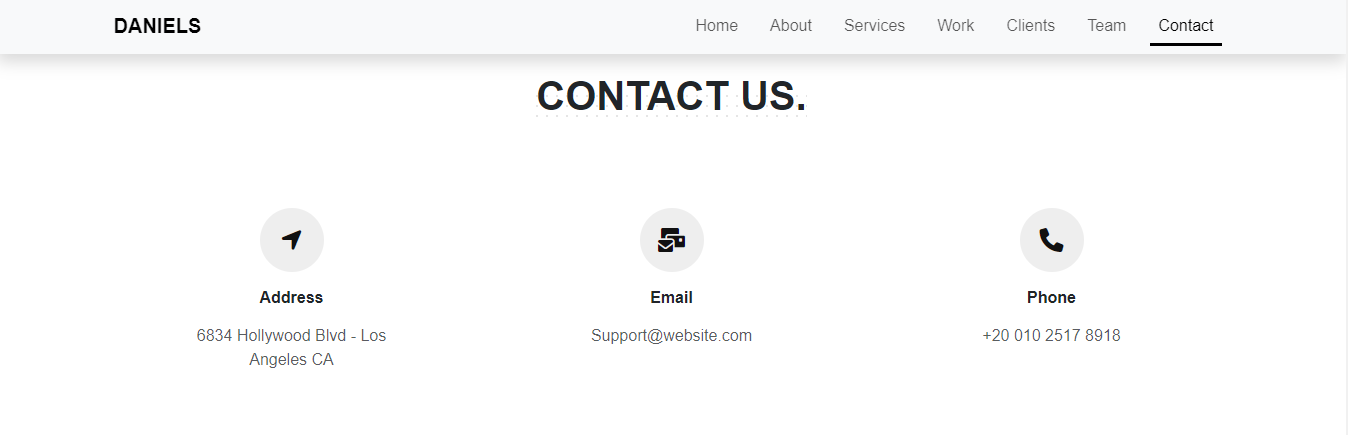 DANIELS
Home About Services Work Clients Team Contact
CONTACT US.
Address
6834 Hollywood Blvd - Los
Angeles CA
Email
Support@website.com
Phone
+20 010 2517 8918